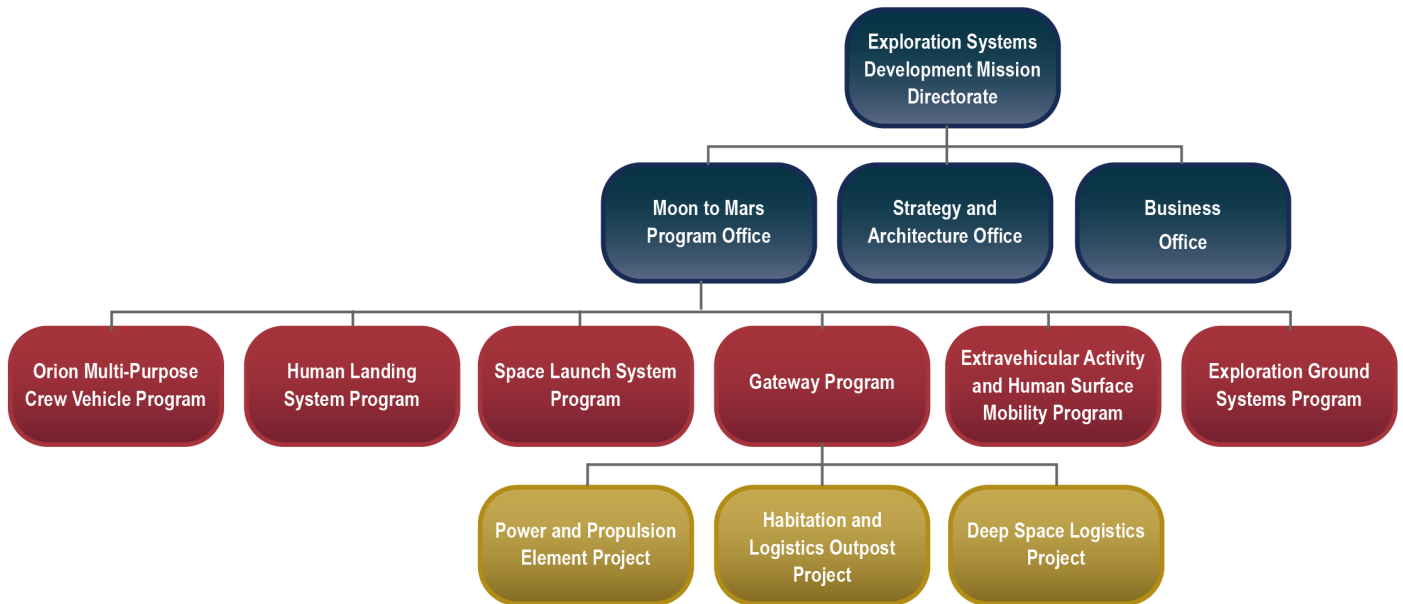 Exploration Systems
Development Mission
Directorate
Moon to Mars
Program Office
Strategy and
Architecture Office
Business
Office
Orion Multi-Purpose
Crew Vehicle Program
Human Landing
System Program
Space Launch System
Program
Gateway Program
Extravehicular Activity
and Human Surface
Mobility Program
Exploration Ground
Systems Program
Power and Propulsion
Element Project
Habitation and
Logistics Outpost
Project
Deep Space Logistics
Project